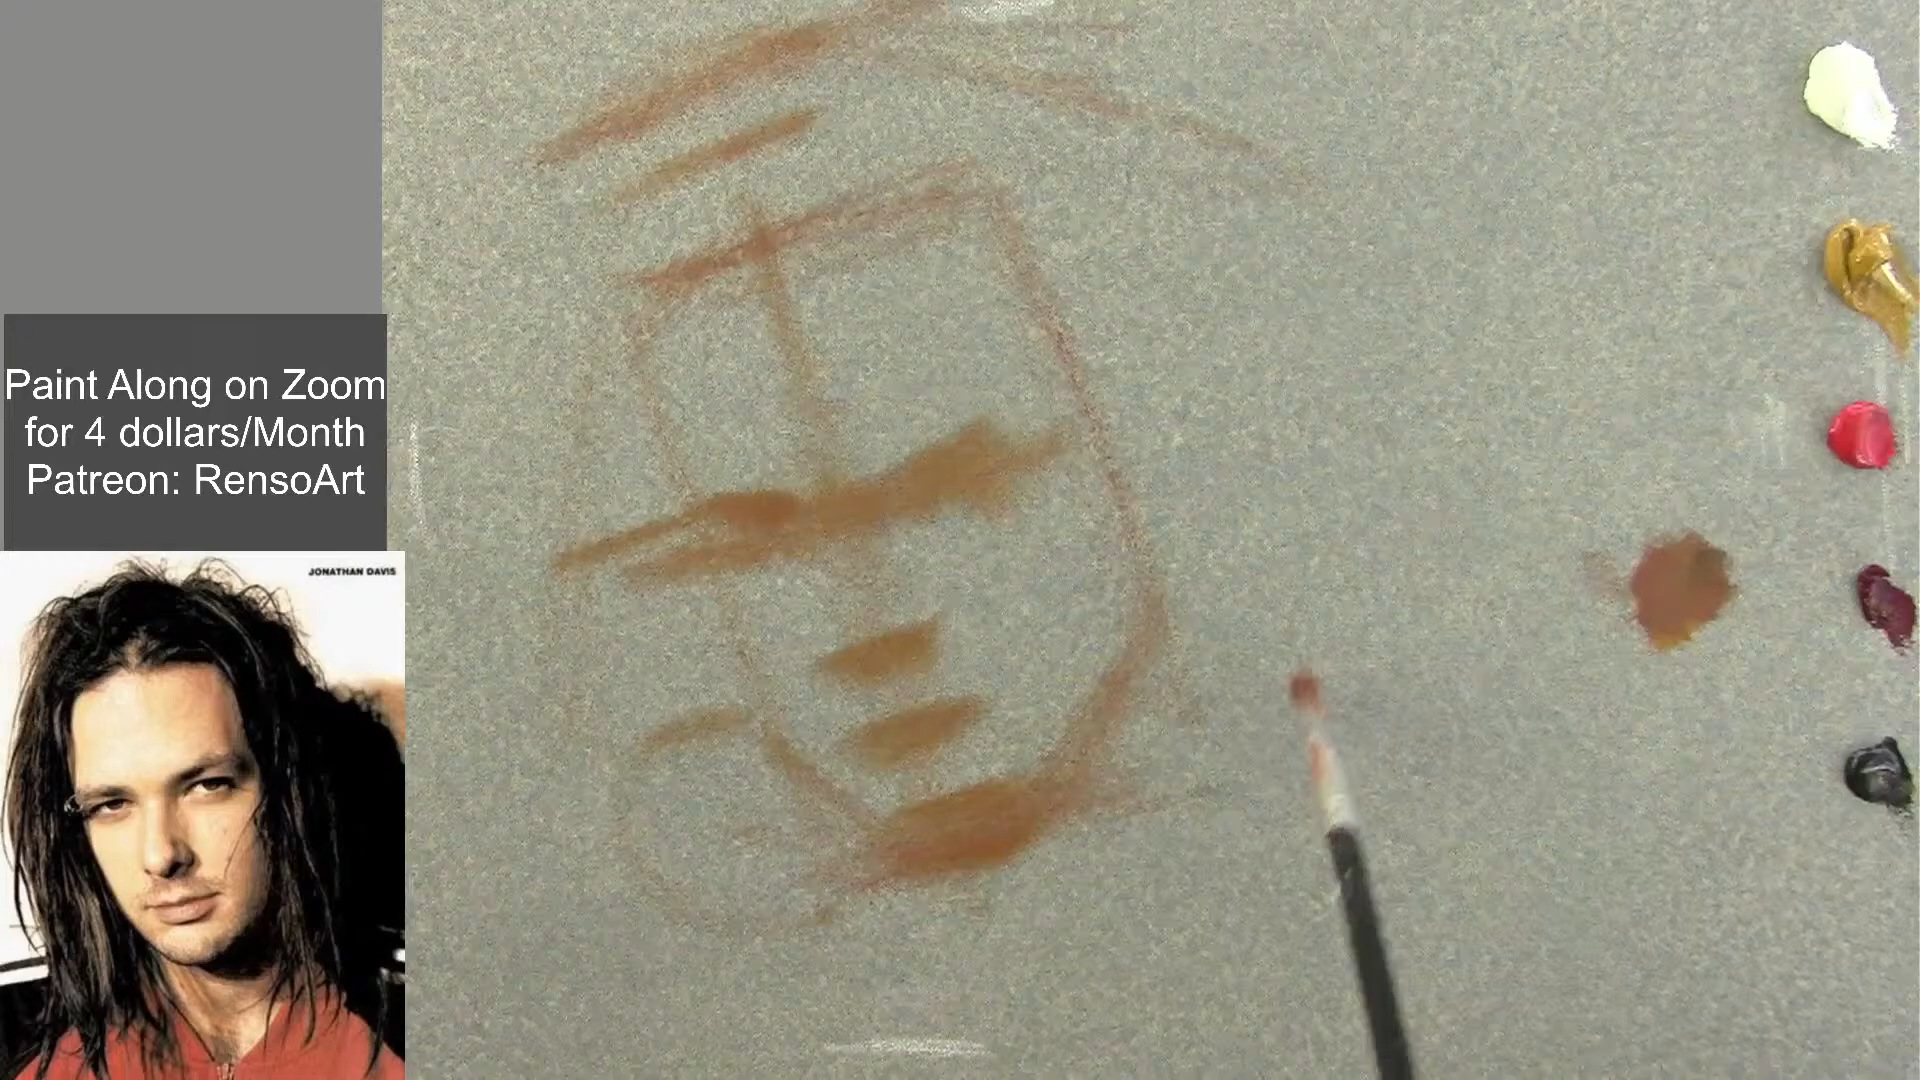 Paint Along on Zoom
for 4 dollars/Month
Patreon: RensoArt
JONATHAN DAVIS